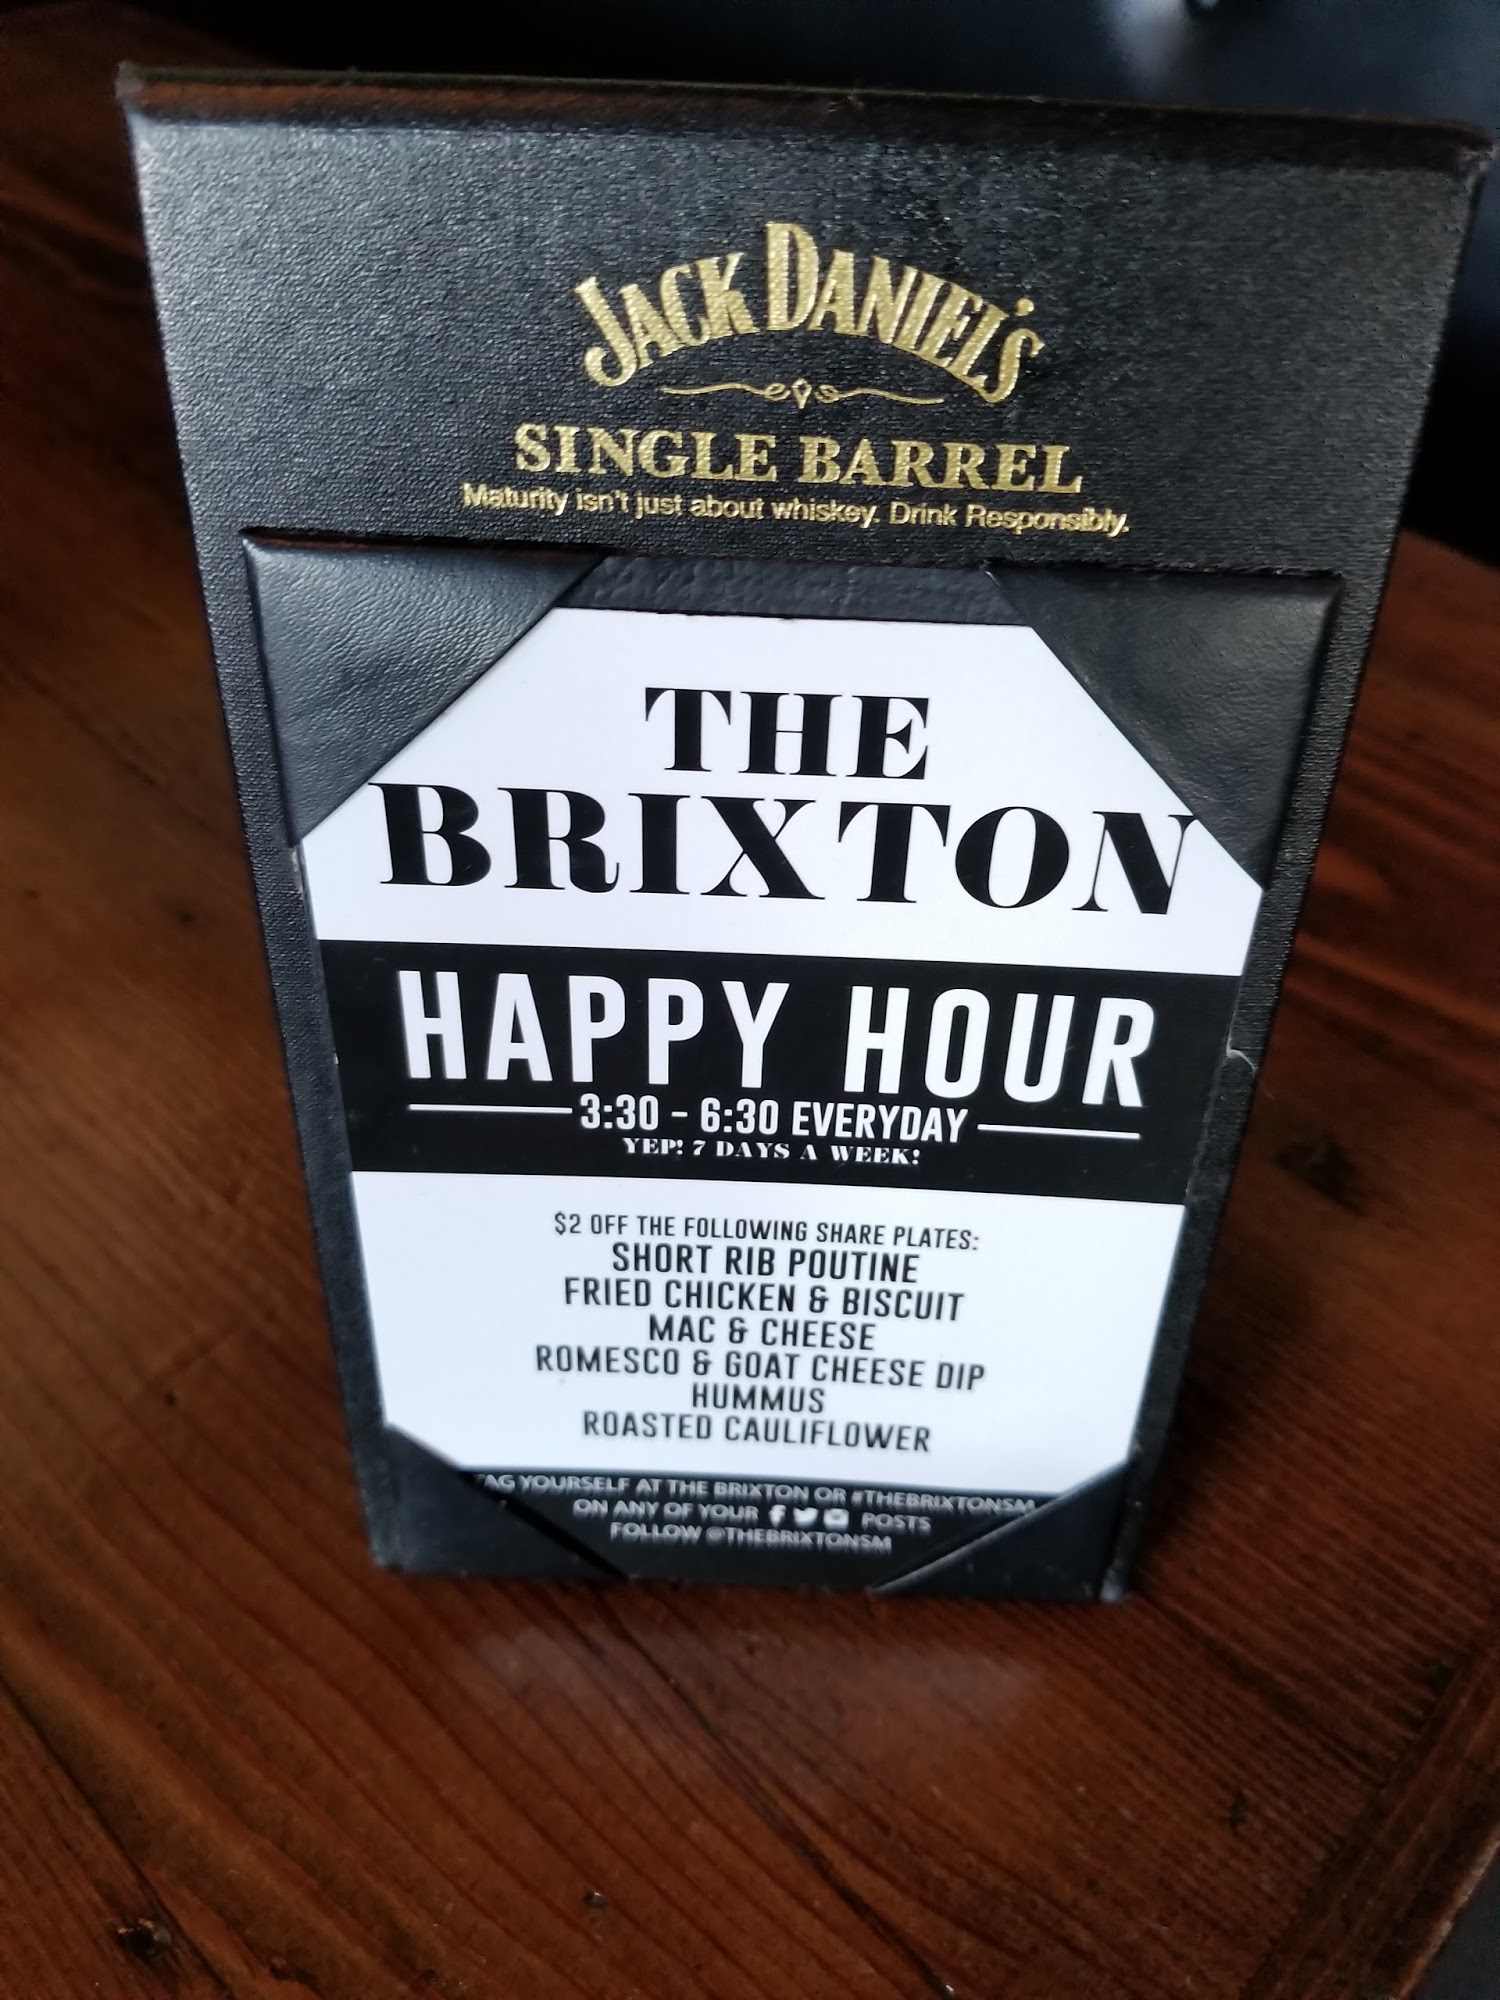 JACK DANIEL'S
SINGLE BARREL
Maturity isn't just about whiskey. Drink Responsibly.
THE
BRIXTON
HAPPY HOUR
3:30 - 6:30 EVERYDAY
YEP! 7 DAYS A WEEK!
$2 OFF THE FOLLOWING SHARE PLATES:
SHORT RIB POUTINE
FRIED CHICKEN & BISCUIT
MAC & CHEESE
ROMESCO & GOAT CHEESE DIP
HUMMUS
ROASTED CAULIFLOWER
TAG YOURSELF AT THE BRIXTON OR #THEBRIXTONSM
ON ANY OF YOUR POSTS
FOLLOW @THEBRIXTONSM